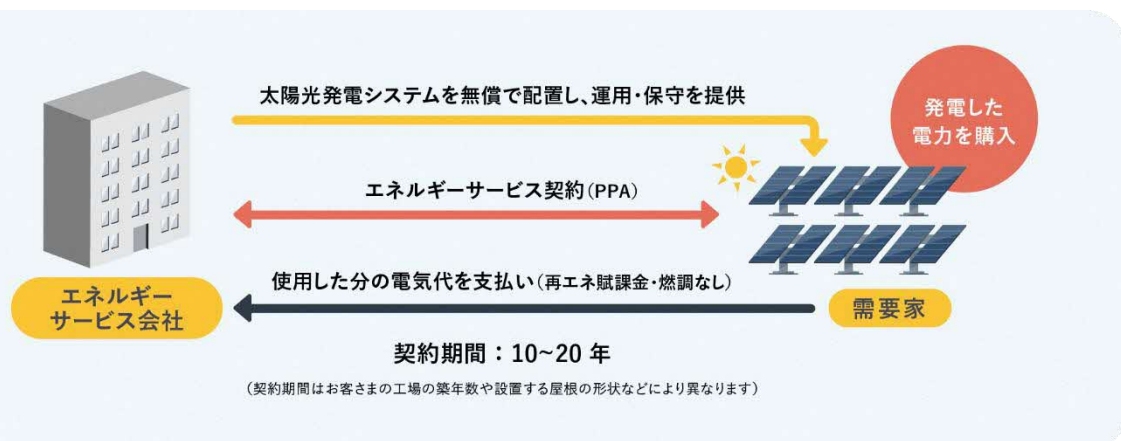 太陽光発電システムを無償で配置し、運用・保守を提供
発電した
電力を購入
エネルギーサービス契約(PPA)
使用した分の電気代を支払い(再エネ賦課金・燃調なし)
エネルギー
サービス会社
需要家
契約期間：10~20 年
(契約期間はお客さまの工場の築年数や設置する屋根の形状などにより異なります)